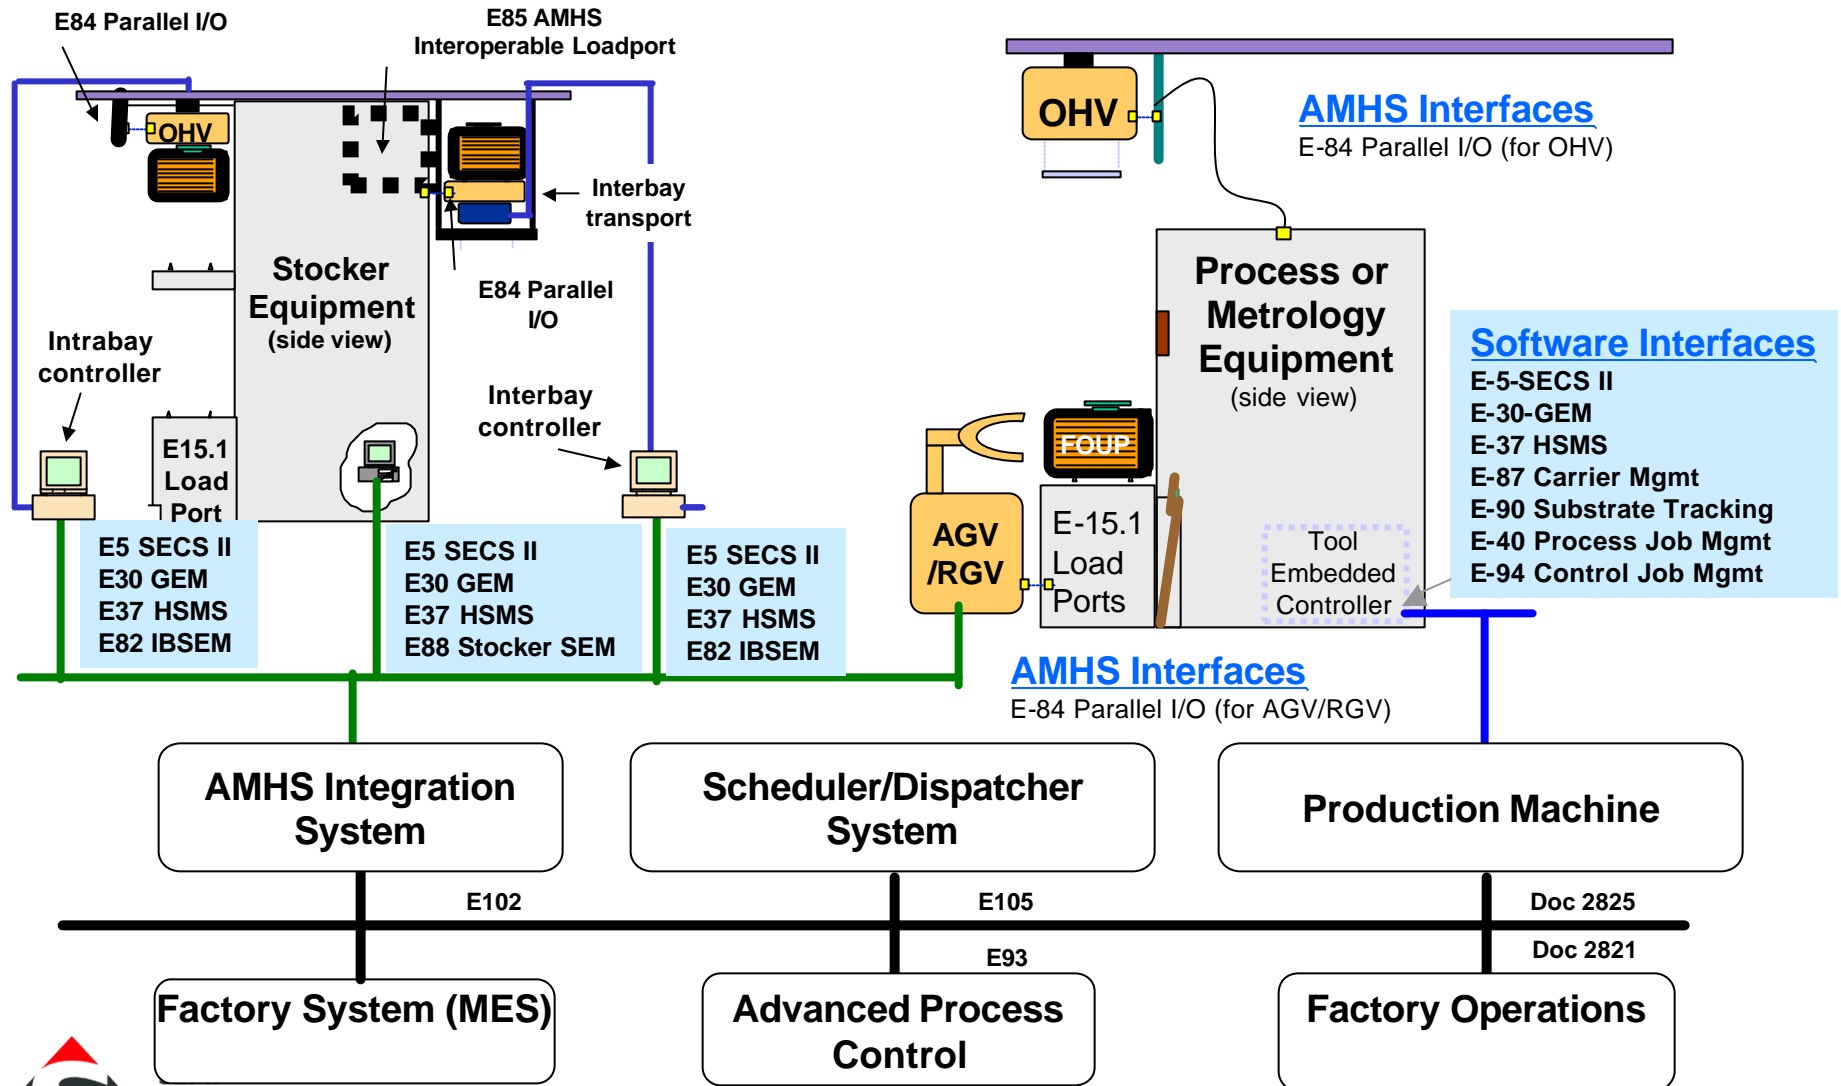 E84 Parallel I/O
E85 AMHS
Interoperable Loadport
OHV
Interbay
transport
E84 Parallel
I/O
Stocker
Equipment
(side view)
Intrabay
controller
Interbay
controller
E15.1
Load
Port
E5 SECS II
E30 GEM
E37 HSMS
E82 IBSEM
E5 SECS II
E30 GEM
E37 HSMS
E88 Stocker SEM
E5 SECS II
E30 GEM
E37 HSMS
E82 IBSEM
OHV
AMHS Interfaces
E-84 Parallel I/O (for OHV)
Process or
Metrology
Equipment
(side view)
Software Interfaces
E-5-SECS II
E-30-GEM
E-37 HSMS
E-87 Carrier Mgmt
E-90 Substrate Tracking
E-40 Process Job Mgmt
E-94 Control Job Mgmt
FOUP
AGV
/RGV
E-15.1
Load
Ports
Tool
Embedded
Controller
AMHS Interfaces
E-84 Parallel I/O (for AGV/RGV)
AMHS Integration
System
Scheduler/Dispatcher
System
Production Machine
E102
E105
Doc 2825
E93
Doc 2821
Factory System (MES)
Advanced Process
Control
Factory Operations